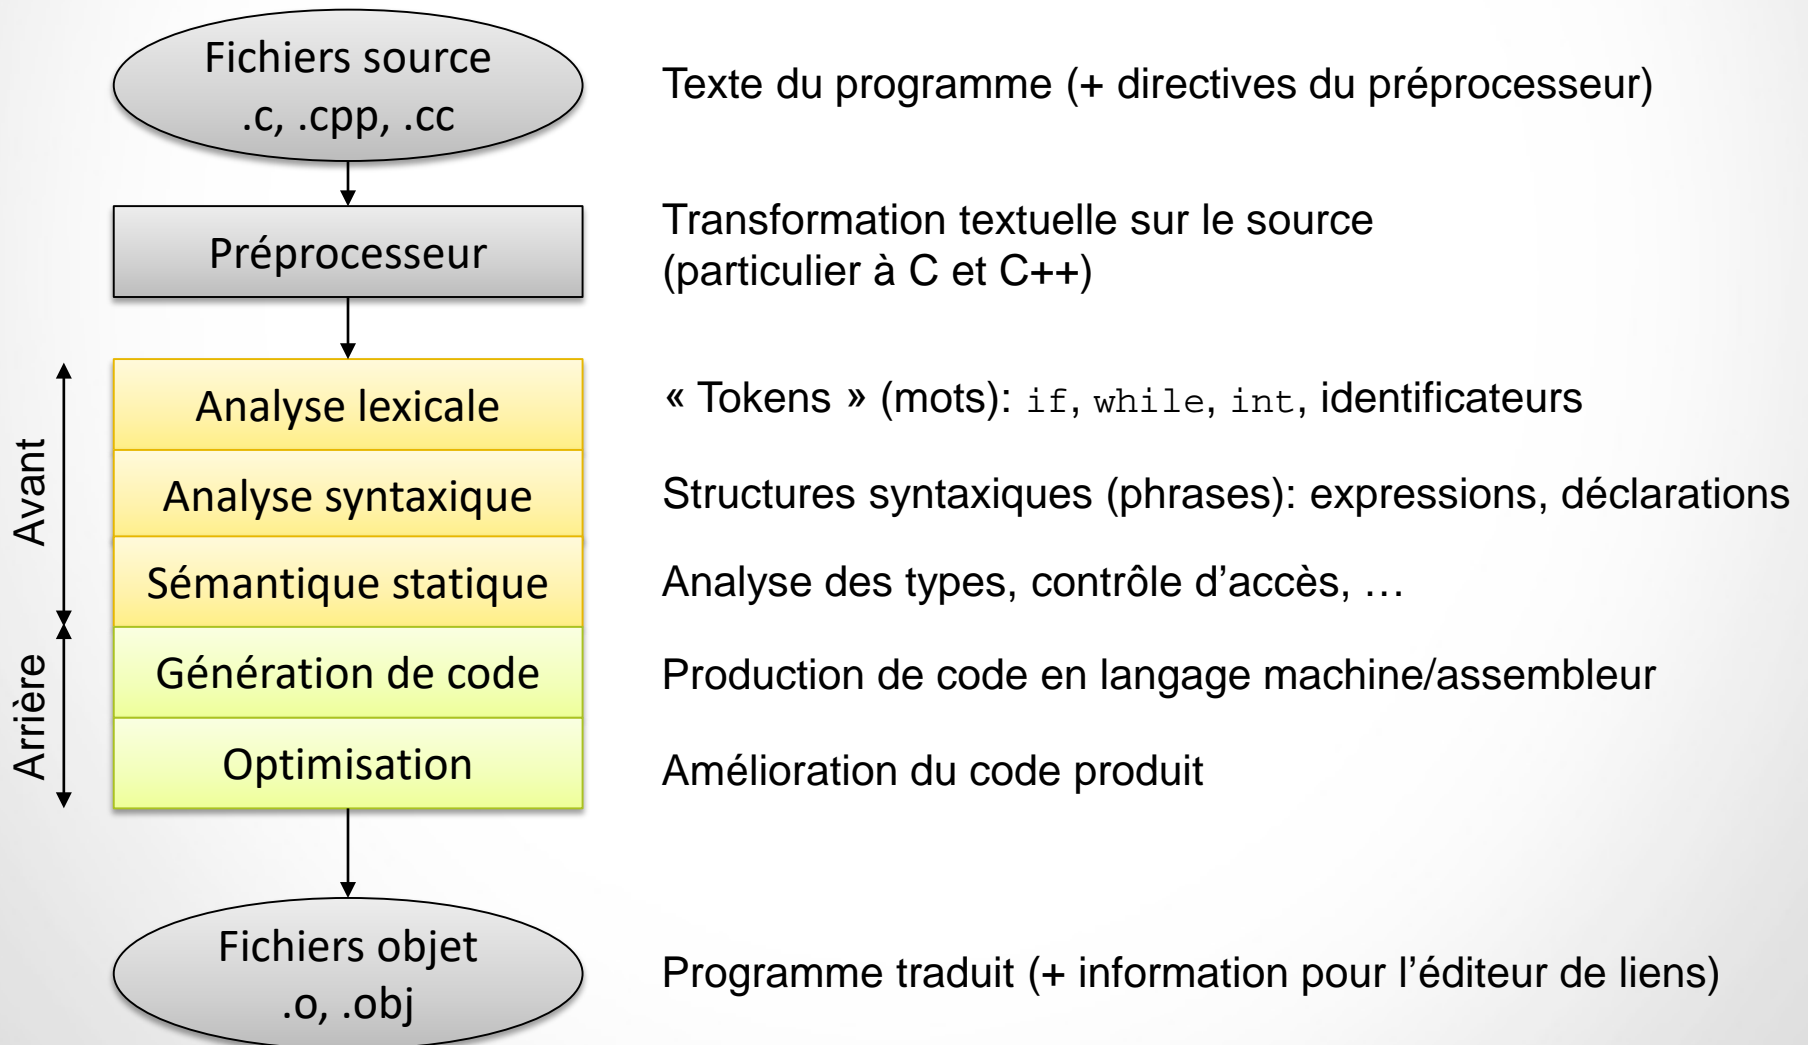 Fichiers source
.c, .cpp, .cc
Texte du programme (+ directives du préprocesseur)
Préprocesseur
Transformation textuelle sur le source
(particulier à C et C++)
Avant
Analyse lexicale
« Tokens » (mots): if, while, int, identificateurs
Analyse syntaxique
Structures syntaxiques (phrases): expressions, déclarations
Sémantique statique
Analyse des types, contrôle d’accès, …
Arrière
Génération de code
Production de code en langage machine/assembleur
Optimisation
Amélioration du code produit
Fichiers objet
.o, .obj
Programme traduit (+ information pour l’éditeur de liens)